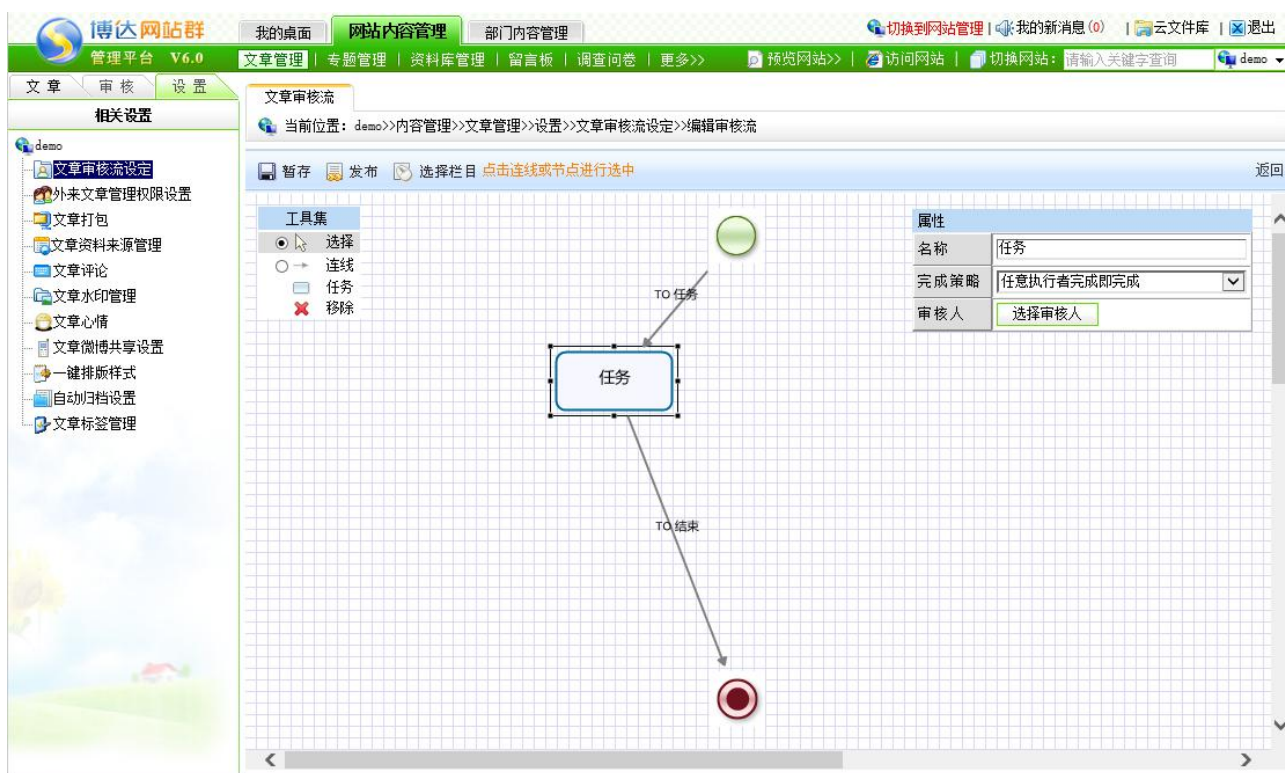 博达网站群
管理平台 V6.0
我的桌面 网站内容管理 部门内容管理
切换到网站管理 | 我的新消息(0) | 云文件库 | 退出
文章管理 | 专题管理 | 资料库管理 | 留言板 | 调查问卷 | 更多>>
预览网站>> | 访问网站 | 切换网站: 请输入关键字查询 demo
文章 审核 设置
相关设置
demo
文章审核流设定
外来文章管理权限设置
文章打包
文章资料来源管理
文章评论
文章水印管理
文章心情
文章微博共享设置
一键排版样式
自动归档设置
文章标签管理
文章审核流
当前位置: demo>>内容管理>>文章管理>>设置>>文章审核流设定>>编辑审核流
暂存 发布 选择栏目 点击连线或节点进行选中 返回
工具集
选择
连线
任务
移除
TO 任务
任务
TO 结束
属性
名称 任务
完成策略 任意执行者完成即完成
审核人 选择审核人